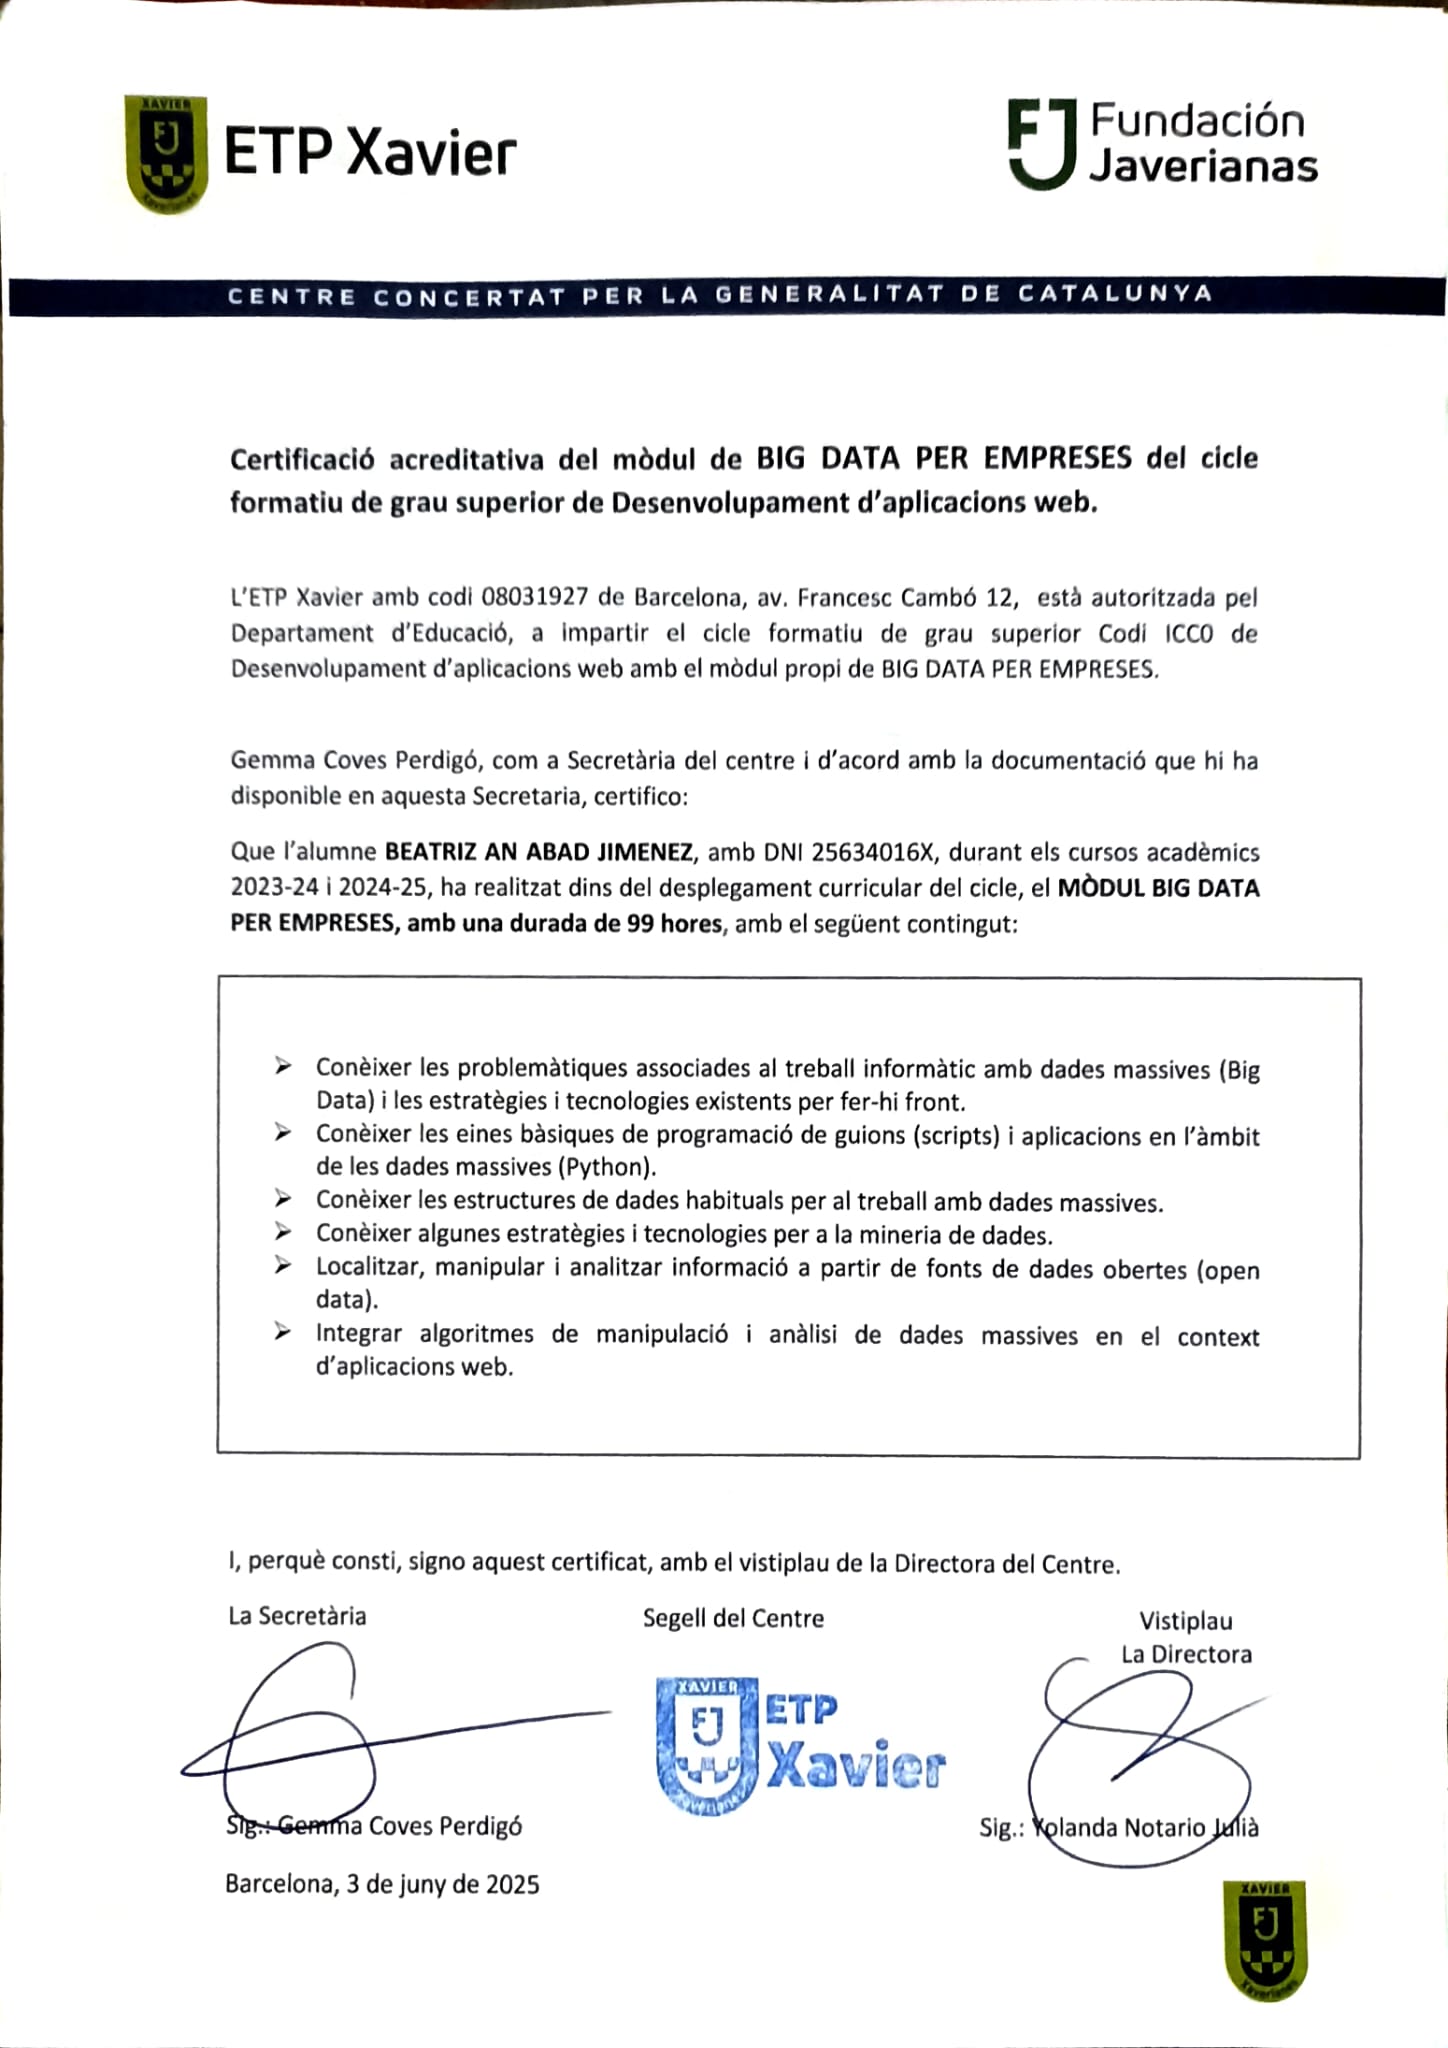 XAVIER
FJ
Xaverianes
ETP Xavier
FJ Fundación
Javerianas
CENTRE CONCERTAT PER LA GENERALITAT DE CATALUNYA
Certificació acreditativa del mòdul de BIG DATA PER EMPRESES del cicle
formatiu de grau superior de Desenvolupament d'aplicacions web.
L'ETP Xavier amb codi 08031927 de Barcelona, av. Francesc Cambó 12, està autoritzada pel
Departament d'Educació, a impartir el cicle formatiu de grau superior Codi ICC0 de
Desenvolupament d'aplicacions web amb el mòdul propi de BIG DATA PER EMPRESES.
Gemma Coves Perdigó, com a Secretària del centre i d'acord amb la documentació que hi ha
disponible en aquesta Secretaria, certifico:
Que l'alumne BEATRIZ AN ABAD JIMENEZ, amb DNI 25634016X, durant els cursos acadèmics
2023-24 i 2024-25, ha realitzat dins del desplegament curricular del cicle, el MÒDUL BIG DATA
PER EMPRESES, amb una durada de 99 hores, amb el següent contingut:
➢ Conèixer les problemàtiques associades al treball informàtic amb dades massives (Big
Data) i les estratègies i tecnologies existents per fer-hi front.
➢ Conèixer les eines bàsiques de programació de guions (scripts) i aplicacions en l'àmbit
de les dades massives (Python).
➢ Conèixer les estructures de dades habituals per al treball amb dades massives.
➢ Conèixer algunes estratègies i tecnologies per a la mineria de dades.
➢ Localitzar, manipular i analitzar informació a partir de fonts de dades obertes (open
data).
➢ Integrar algoritmes de manipulació i anàlisi de dades massives en el context
d'aplicacions web.
I, perquè consti, signo aquest certificat, amb el vistiplau de la Directora del Centre.
La Secretària
Segell del Centre
Vistiplau
La Directora
XAVIER
FJ
Xaverianes
ETP
Xavier
Sig.: Gemma Coves Perdigó
Sig.: Yolanda Notario Julià
Barcelona, 3 de juny de 2025
XAVIER
FJ
Xaverianes